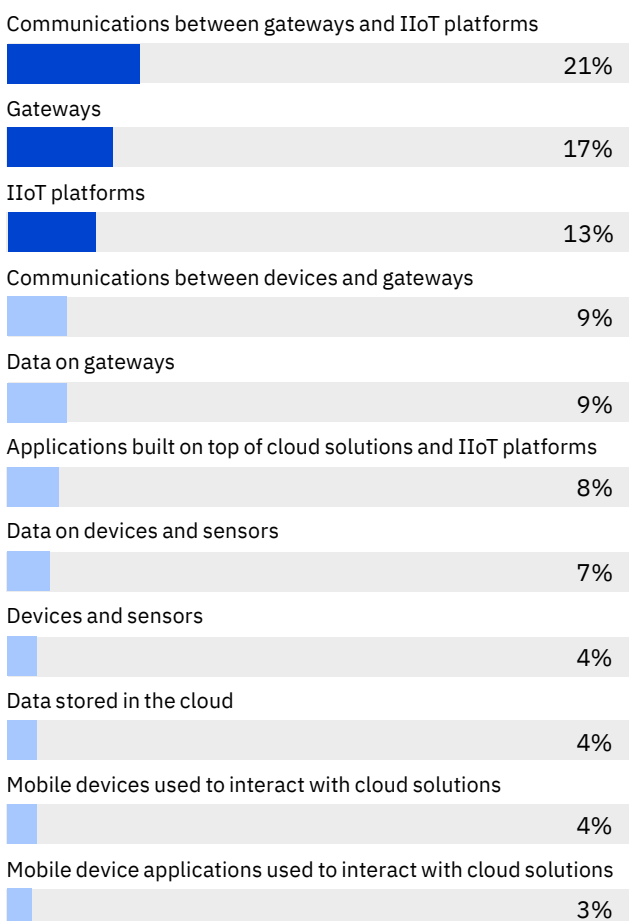 Communications between gateways and IIoT platforms
21%
Gateways
17%
IIoT platforms
13%
Communications between devices and gateways
9%
Data on gateways
9%
Applications built on top of cloud solutions and IIoT platforms
8%
Data on devices and sensors
7%
Devices and sensors
4%
Data stored in the cloud
4%
Mobile devices used to interact with cloud solutions
4%
Mobile device applications used to interact with cloud solutions
3%